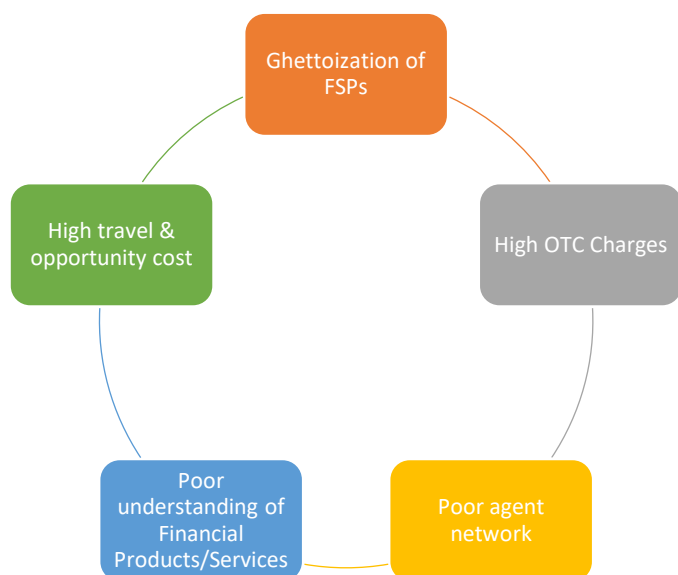 Ghettoization of
FSPs
High travel &
opportunity cost
High OTC Charges
Poor
understanding of
Financial
Products/Services
Poor agent
network